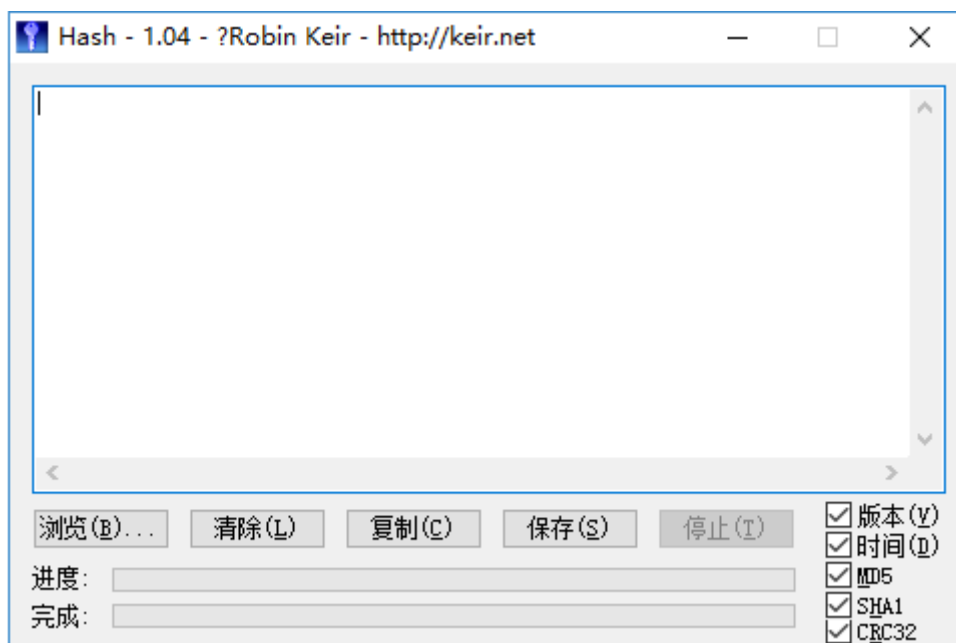 Hash - 1.04 - ?Robin Keir - http://keir.net
浏览(B)... 清除(L) 复制(C) 保存(S) 停止(T)
版本(V)
时间(D)
进度:
MD5
完成:
SHA1
CRC32